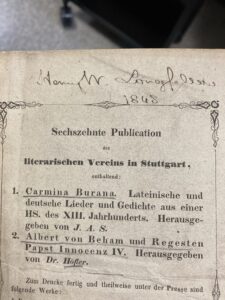 Henry W. Longfellow
1848
Sechszehnte Publication
des
literarischen Vereins in Stuttgart,
enthaltend:
1. Carmina Burana. Lateinische und
deutsche Lieder und Gedichte aus einer
HS. des XIII. Jahrhunderts. Herausge-
geben von J. A. S.
2. Albert von Beham und Regesten
Papst Innocenz IV. Herausgegeben
von Dr. Höfler.
Zum Drucke fertig und theilweise unter der Presse sind
folgende Werke: